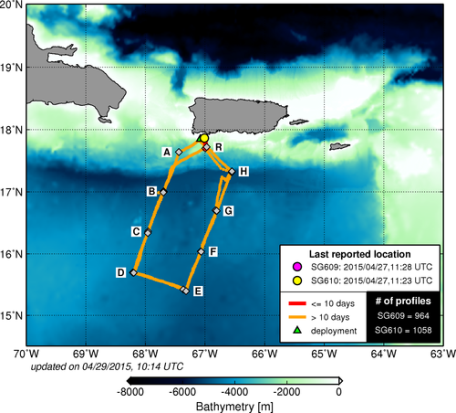 20°N
19°N
18°N
17°N
16°N
15°N
A
R
H
B
G
C
F
D
E
Last reported location
SG609: 2015/04/27,11:28 UTC
SG610: 2015/04/27,11:23 UTC
<= 10 days
> 10 days
deployment
# of profiles
SG609 = 964
SG610 = 1058
70°W 69°W 68°W 67°W 66°W 65°W 64°W 63°W
updated on 04/29/2015, 10:14 UTC
-8000 -6000 -4000 -2000 0
Bathymetry [m]